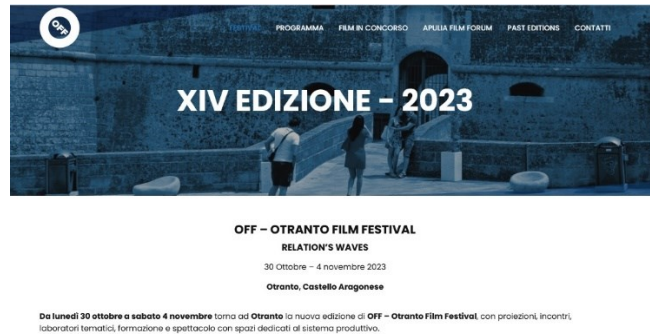 OFF
FESTIVAL PROGRAMMA FILM IN CONCORSO APULIA FILM FORUM PAST EDITIONS CONTATTI
XIV EDIZIONE – 2023
OFF – OTRANTO FILM FESTIVAL
RELATION'S WAVES
30 Ottobre – 4 novembre 2023
Otranto, Castello Aragonese
Da lunedì 30 ottobre a sabato 4 novembre torna ad Otranto la nuova edizione di OFF – Otranto Film Festival, con proiezioni, incontri,
laboratori tematici, formazione e spettacolo con spazi dedicati al sistema produttivo.